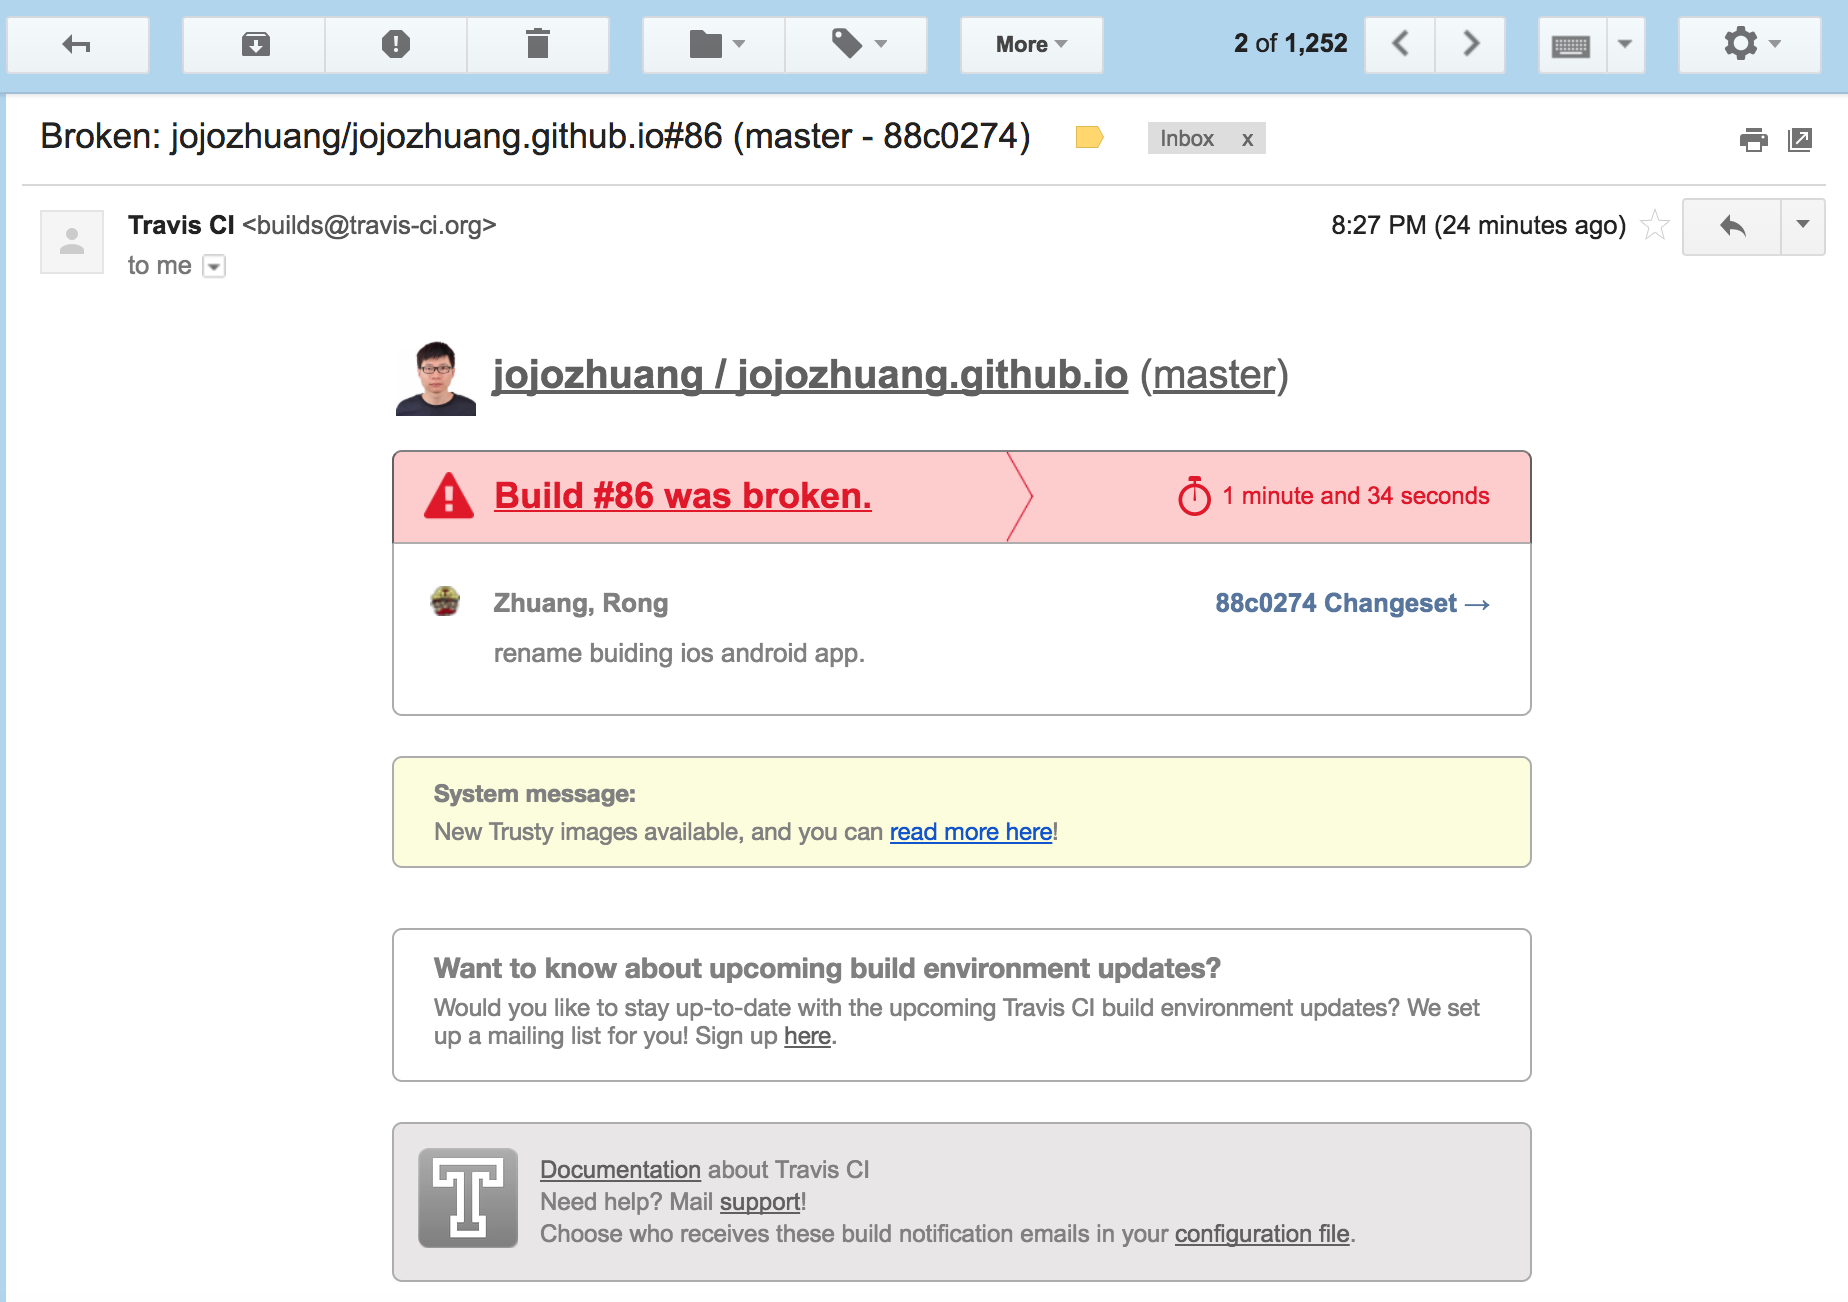 More
2 of 1,252
Broken: jojozhuang/jojozhuang.github.io#86 (master - 88c0274)
Inbox x
Travis CI <builds@travis-ci.org>
8:27 PM (24 minutes ago)
to me
jojozhuang / jojozhuang.github.io (master)
Build #86 was broken.
1 minute and 34 seconds
Zhuang, Rong
88c0274 Changeset →
rename buiding ios android app.
System message:
New Trusty images available, and you can read more here!
Want to know about upcoming build environment updates?
Would you like to stay up-to-date with the upcoming Travis CI build environment updates? We set
up a mailing list for you! Sign up here.
T
Documentation about Travis CI
Need help? Mail support!
Choose who receives these build notification emails in your configuration file.